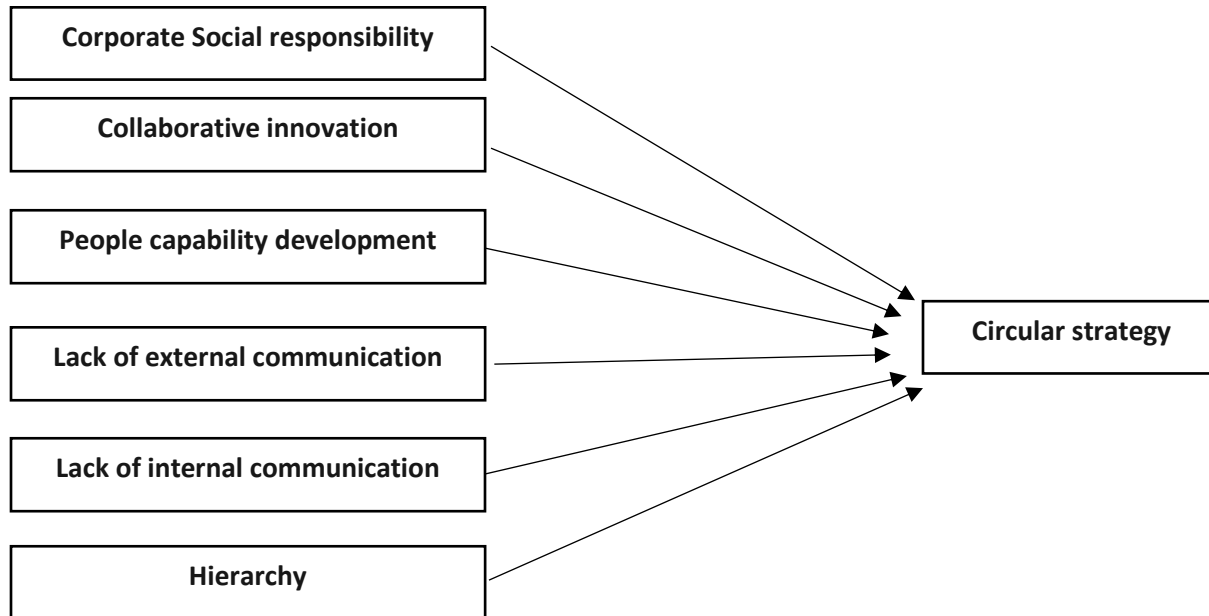 Corporate Social responsibility
Collaborative innovation
People capability development
Lack of external communication
Circular strategy
Lack of internal communication
Hierarchy